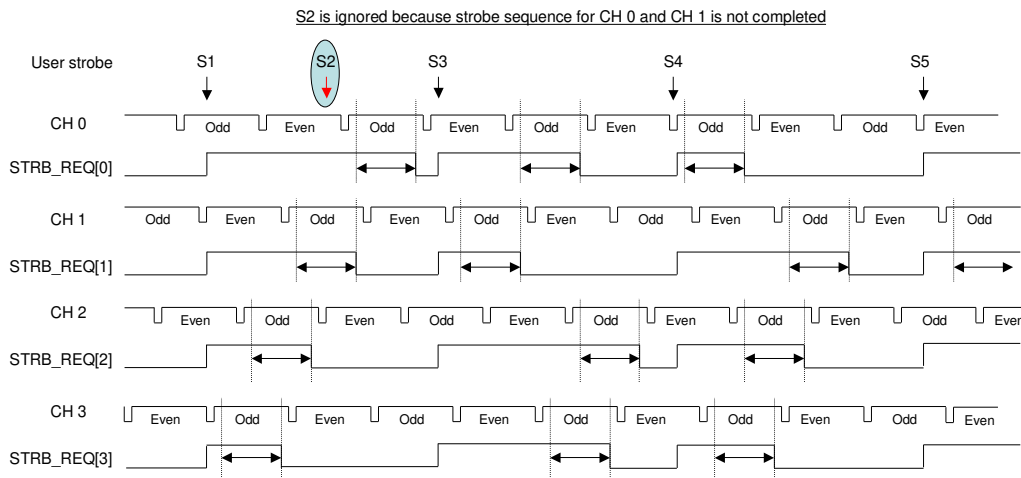 S2 is ignored because strobe sequence for CH 0 and CH 1 is not completed
User strobe S1 S2 S3 S4 S5
CH 0 Odd Even Odd Even Odd Even Odd Even Odd Even
STRB_REQ[0]
CH 1 Odd Even Odd Even Odd Even Odd Even Odd Even Odd
STRB_REQ[1]
CH 2 Even Odd Even Odd Even Odd Even Odd Even Odd Even
STRB_REQ[2]
CH 3 Even Odd Even Odd Even Odd Even Odd Even Odd Even
STRB_REQ[3]